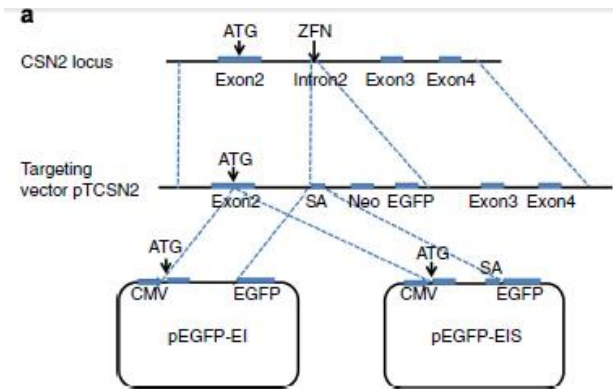 a
ATG ZFN
CSN2 locus
Exon2 Intron2 Exon3 Exon4
Targeting
vector pTCSN2
ATG
Exon2 SA Neo EGFP Exon3 Exon4
ATG
CMV EGFP
pEGFP-EI
ATG SA
CMV EGFP
pEGFP-EIS